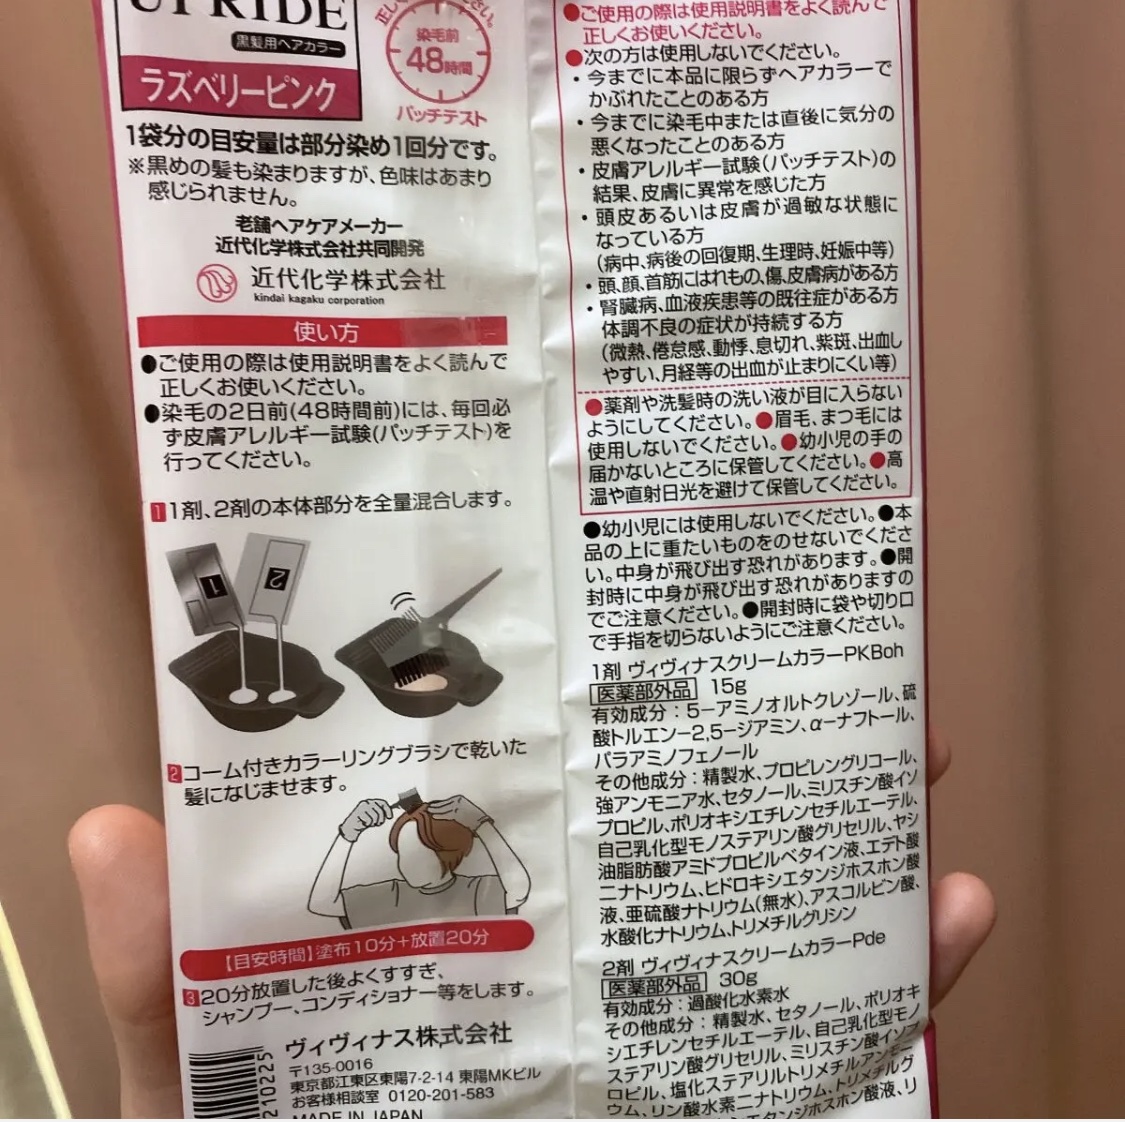 UPRIDE
黒髪用ヘアカラー
ラズベリーピンク
正し
い。
染毛前
48時間
パッチテスト
1袋分の目安量は部分染め1回分です。
※黒めの髪も染まりますが、色味はあまり
感じられません。
老舗ヘアケアメーカー
近代化学株式会社共同開発
近代化学株式会社
kindai kagaku corporation
使い方
●ご使用の際は使用説明書をよく読んで
正しくお使いください。
●染毛の2日前(48時間前)には、毎回必
ず皮膚アレルギー試験(パッチテスト)を
行ってください。
1 1剤、2剤の本体部分を全量混合します。
1
2
2 コーム付きカラーリングブラシで乾いた
髪になじませます。
【目安時間】塗布10分+放置20分
3 20分放置した後よくすすぎ、
シャンプー、コンディショナー等をします。
ヴィヴィナス株式会社
〒135-0016
東京都江東区東陽7-2-14 東陽MKビル
お客様相談室 0120-201-583
MADE IN JAPAN
210225
●ご使用の際は使用説明書をよく読んで
正しくお使いください。
●次の方は使用しないでください。
・今までに本品に限らずヘアカラーで
かぶれたことのある方
・今までに染毛中または直後に気分の
悪くなったことのある方
・皮膚アレルギー試験(パッチテスト)の
結果、皮膚に異常を感じた方
・頭皮あるいは皮膚が過敏な状態に
なっている方
(病中、病後の回復期、生理時、妊娠中等)
・頭、顔、首筋にはれもの、傷、皮膚病がある方
・腎臓病、血液疾患等の既往症がある方
体調不良の症状が持続する方
(微熱、倦怠感、動悸、息切れ、紫斑、出血し
やすい、月経等の出血が止まりにくい等)
●薬剤や洗髪時の洗い液が目に入らない
ようにしてください。●眉毛、まつ毛には
使用しないでください。●幼小児の手の
届かないところに保管してください。●高
温や直射日光を避けて保管してください。
●幼小児には使用しないでください。●本
品の上に重たいものをのせないでくださ
い。中身が飛び出す恐れがあります。●開
封時に中身が飛び出す恐れがありますの
でご注意ください。●開封時に袋や切り口
で手指を切らないようにご注意ください。
1剤 ヴィヴィナスクリームカラーPKBoh
医薬部外品 15g
有効成分:5-アミノオルトクレゾール、硫
酸トルエン-2,5-ジアミン、α-ナフトール、
パラアミノフェノール
その他成分:精製水、プロピレングリコール、
強アンモニア水、セタノール、ミリスチン酸イソ
プロピル、ポリオキシエチレンセチルエーテル、
自己乳化型モノステアリン酸グリセリル、ヤシ
油脂肪酸アミドプロピルベタイン液、エデト酸
二ナトリウム、ヒドロキシエタンジホスホン酸
液、亜硫酸ナトリウム(無水)、アスコルビン酸、
水酸化ナトリウム、トリメチルグリシン
2剤 ヴィヴィナスクリームカラーPde
医薬部外品 30g
有効成分:過酸化水素水
その他成分:精製水、セタノール、ポリオキ
シエチレンセチルエーテル、自己乳化型モノ
ステアリン酸グリセリル、ミリスチン酸イソプ
ロピル、塩化ステアリルトリメチルアンモニ
ウム、リン酸水素二ナトリウム、トリメチルグ
エタンジホスホン酸液、リ